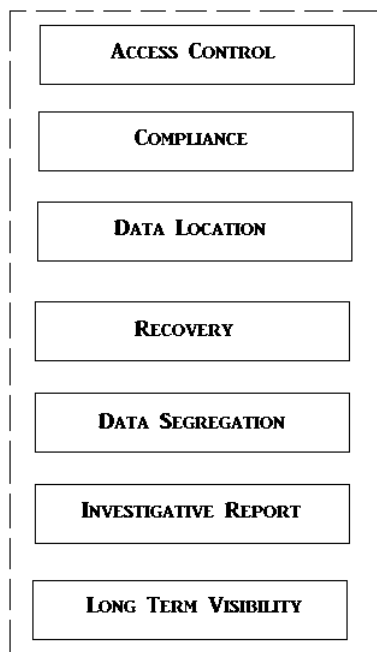 Access Control
Compliance
Data Location
Recovery
Data Segregation
Investigative Report
Long Term Visibility